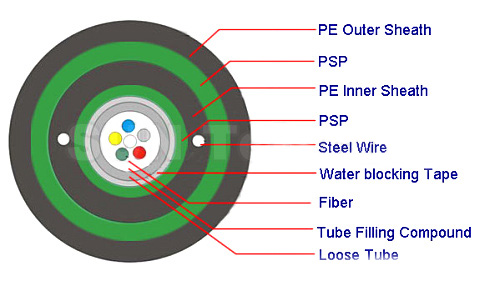 PE Outer Sheath
PSP
PE Inner Sheath
PSP
Steel Wire
Water blocking Tape
Fiber
Tube Filling Compound
Loose Tube